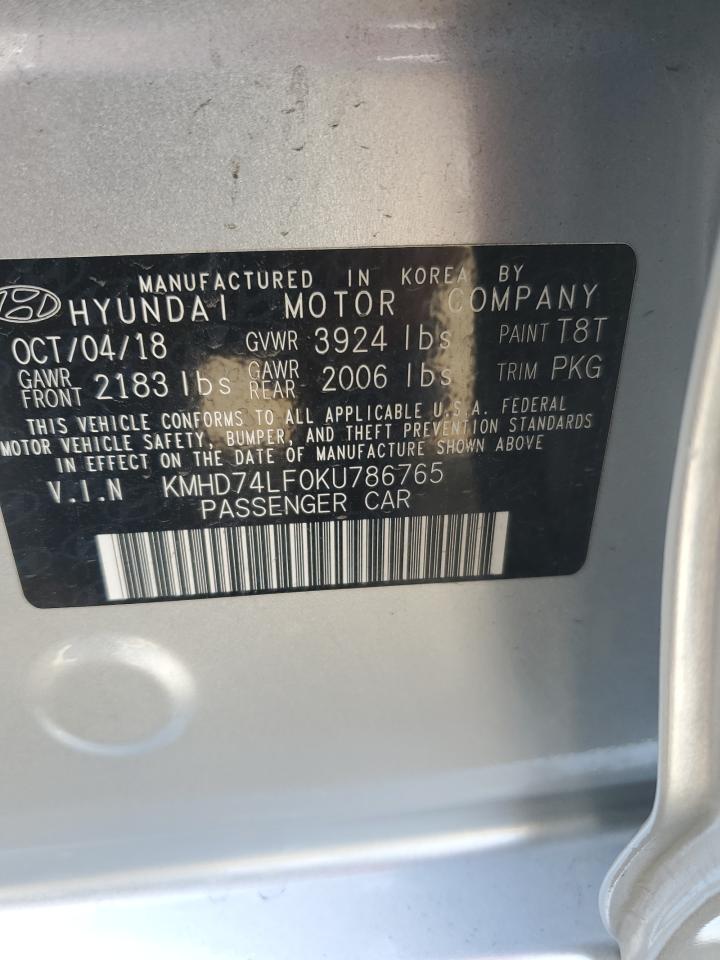 MANUFACTURED IN KOREA BY
HYUNDAI MOTOR COMPANY
OCT/04/18 GVWR 3924 lbs PAINT T8T
GAWR FRONT 2183 lbs GAWR REAR 2006 lbs TRIM PKG
THIS VEHICLE CONFORMS TO ALL APPLICABLE U.S.A. FEDERAL
MOTOR VEHICLE SAFETY, BUMPER, AND THEFT PREVENTION STANDARDS
IN EFFECT ON THE DATE OF MANUFACTURE SHOWN ABOVE
V.I.N KMHD74LF0KU786765
PASSENGER CAR